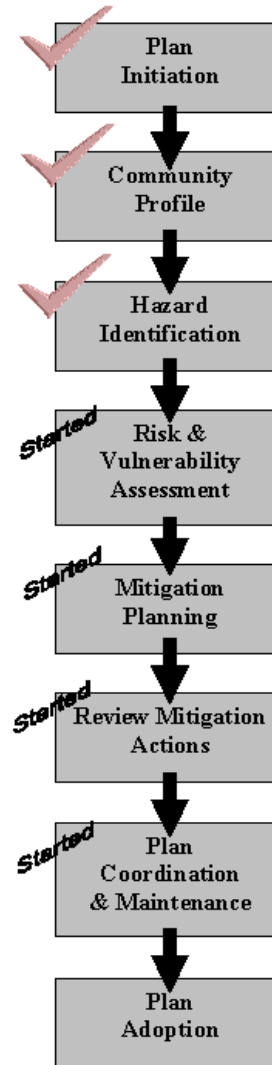 Plan
Initiation
Community
Profile
Hazard
Identification
Started
Risk &
Vulnerability
Assessment
Started
Mitigation
Planning
Started
Review Mitigation
Actions
Started
Plan
Coordination
& Maintenance
Plan
Adoption